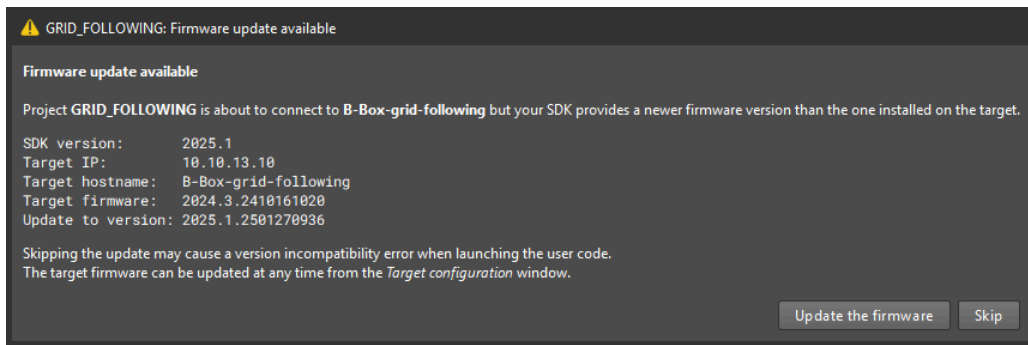 GRID_FOLLOWING: Firmware update available
Firmware update available
Project GRID_FOLLOWING is about to connect to B-Box-grid-following but your SDK provides a newer firmware version than the one installed on the target.
SDK version: 2025.1
Target IP: 10.10.13.10
Target hostname: B-Box-grid-following
Target firmware: 2024.3.2410161020
Update to version: 2025.1.2501270936
Skipping the update may cause a version incompatibility error when launching the user code.
The target firmware can be updated at any time from the Target configuration window.
Update the firmware Skip